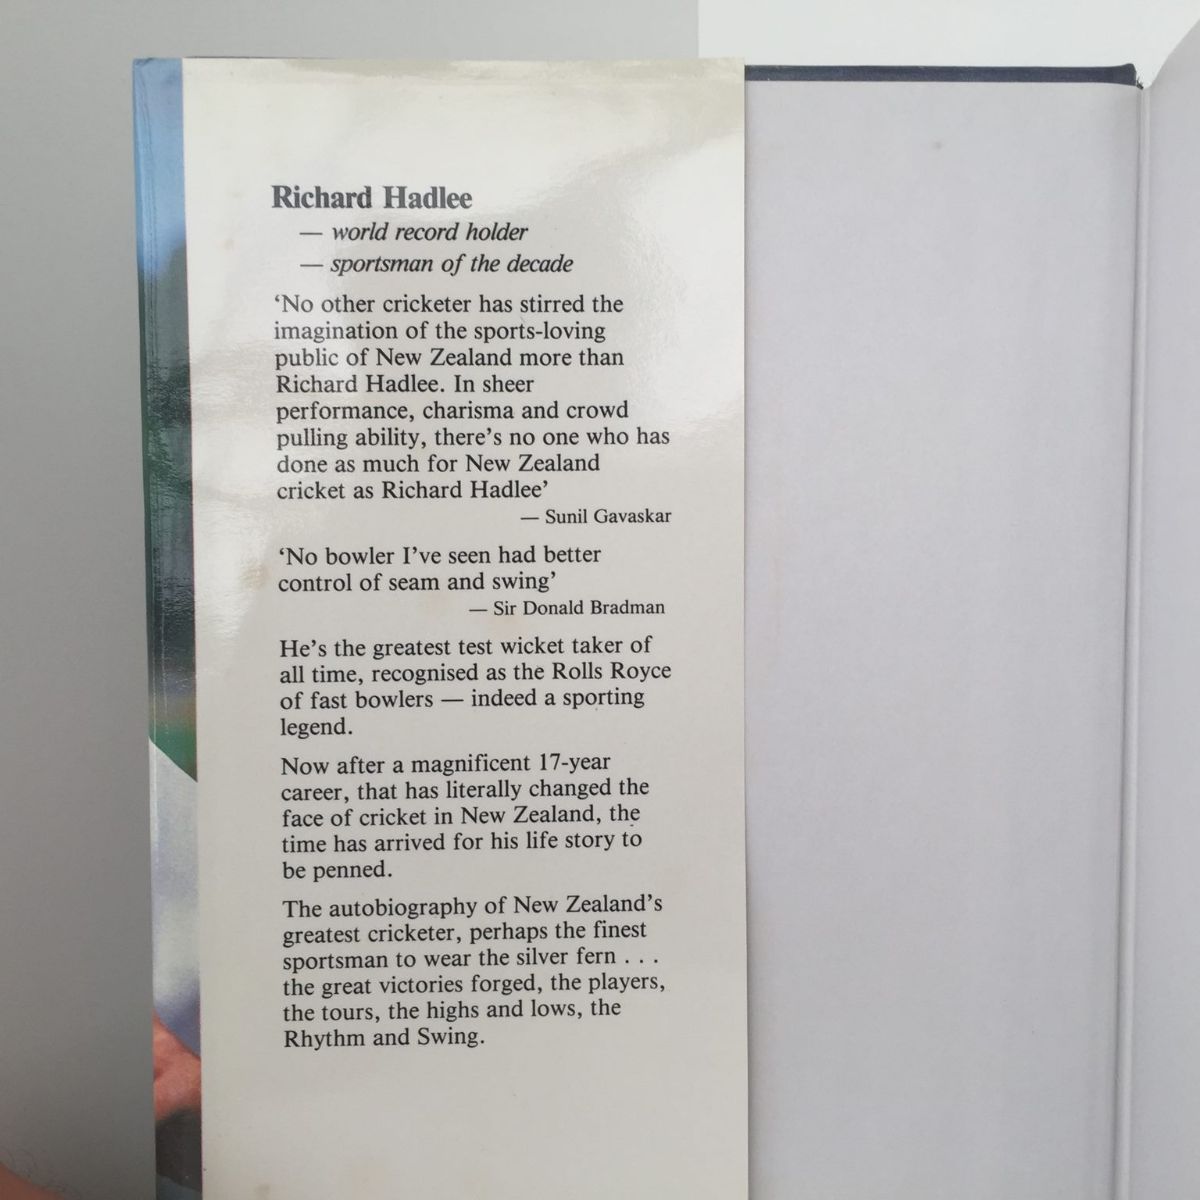 Richard Hadlee
— world record holder
— sportsman of the decade
‘No other cricketer has stirred the
imagination of the sports-loving
public of New Zealand more than
Richard Hadlee. In sheer
performance, charisma and crowd
pulling ability, there’s no one who has
done as much for New Zealand
cricket as Richard Hadlee’
— Sunil Gavaskar
‘No bowler I’ve seen had better
control of seam and swing’
— Sir Donald Bradman
He’s the greatest test wicket taker of
all time, recognised as the Rolls Royce
of fast bowlers — indeed a sporting
legend.
Now after a magnificent 17-year
career, that has literally changed the
face of cricket in New Zealand, the
time has arrived for his life story to
be penned.
The autobiography of New Zealand’s
greatest cricketer, perhaps the finest
sportsman to wear the silver fern . . .
the great victories forged, the players,
the tours, the highs and lows, the
Rhythm and Swing.